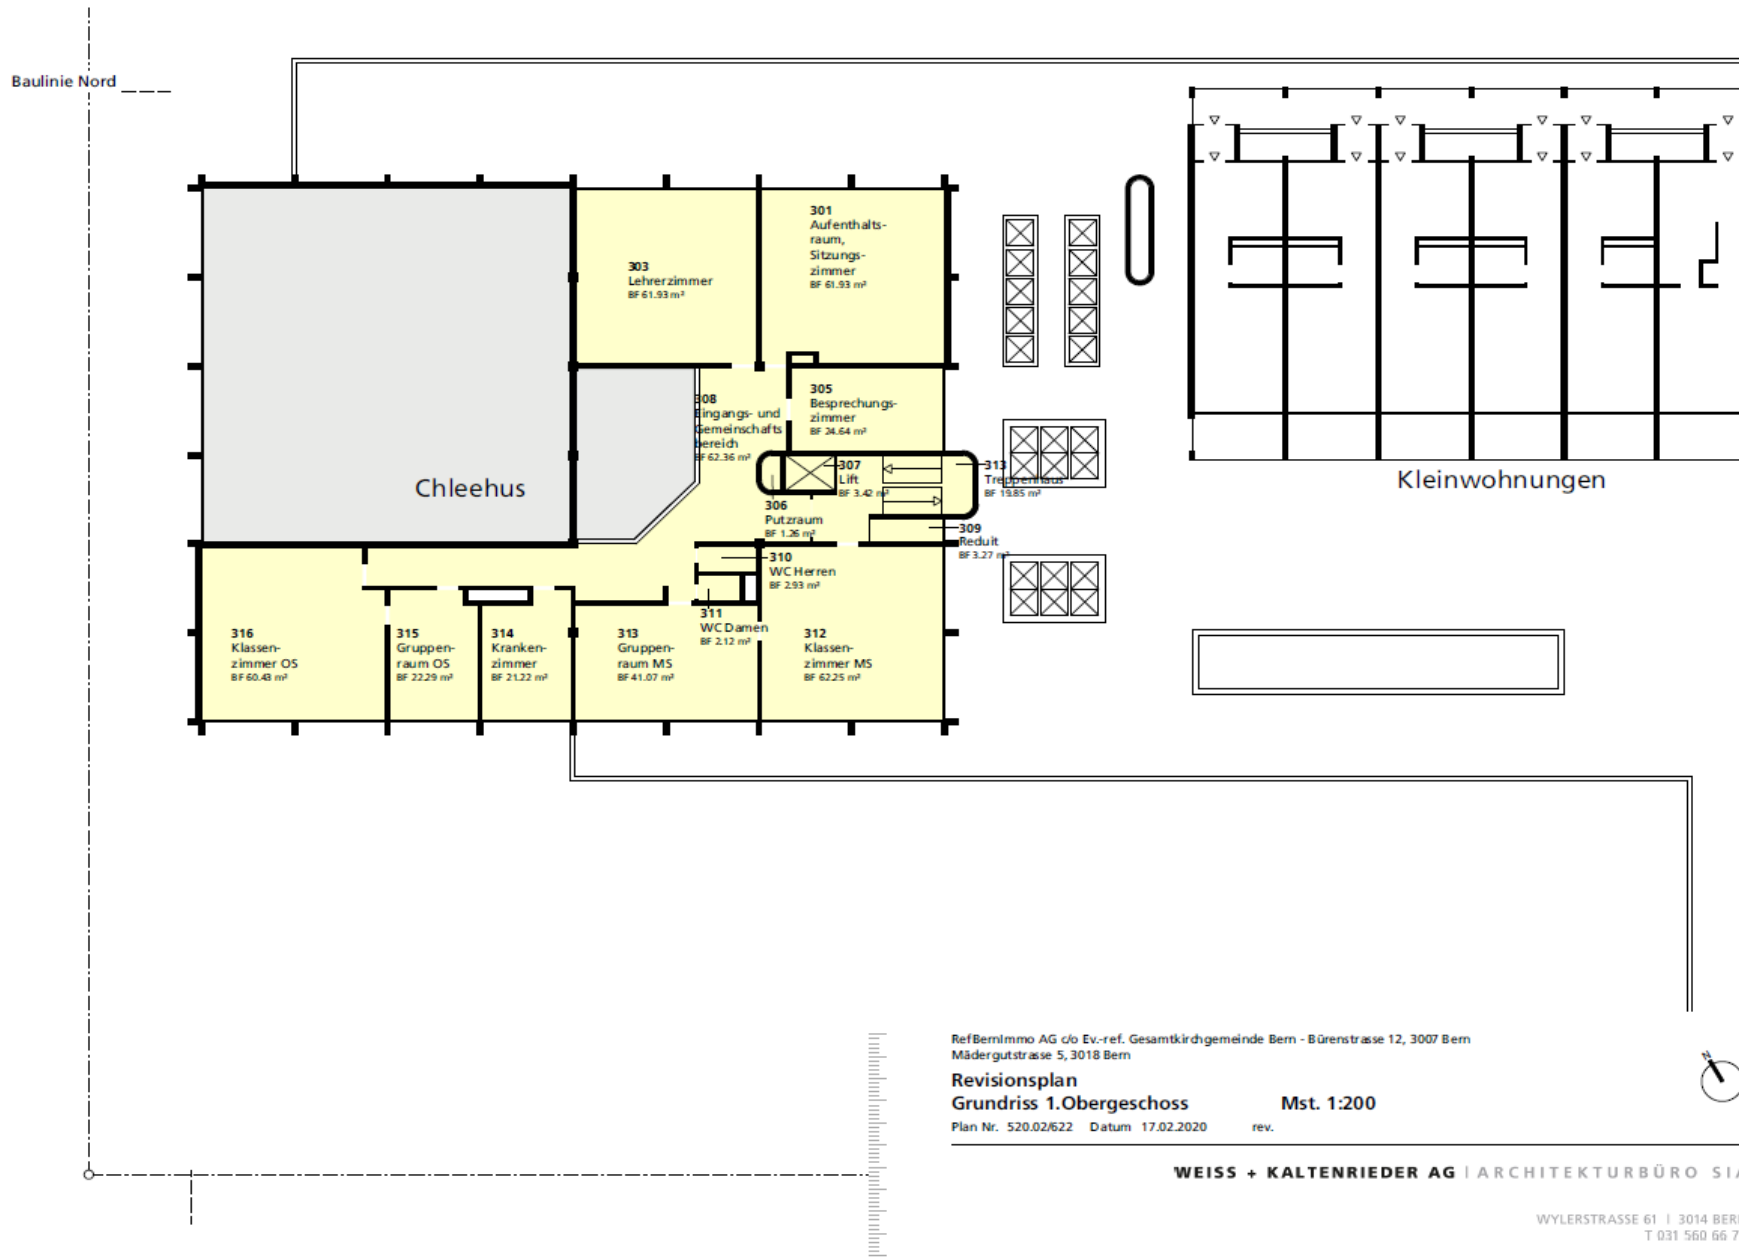 Baulinie Nord
301
Aufenthalts-
raum,
Sitzungs-
zimmer
BF 61.93 m²
303
Lehrerzimmer
BF 61.93 m²
305
Besprechungs-
zimmer
BF 24.64 m²
308
Eingangs- und
Gemeinschafts
bereich
BF 62.36 m²
307
Lift
BF 3.42 m²
313
Treppenhaus
BF 19.85 m²
306
Putzraum
BF 1.26 m²
309
Reduit
BF 3.27 m²
310
WC Herren
BF 2.93 m²
311
WC Damen
BF 2.12 m²
Chleehus
Kleinwohnungen
316
Klassen-
zimmer OS
BF 60.43 m²
315
Gruppen-
raum OS
BF 22.29 m²
314
Kranken-
zimmer
BF 21.22 m²
313
Gruppen-
raum MS
BF 41.07 m²
312
Klassen-
zimmer MS
BF 62.25 m²
RefBernImmo AG c/o Ev.-ref. Gesamtkirchgemeinde Bern - Bürenstrasse 12, 3007 Bern
Mädergutstrasse 5, 3018 Bern
N
Revisionsplan
Grundriss 1.Obergeschoss Mst. 1:200
Plan Nr. 520.02/622 Datum 17.02.2020 rev.
WEISS + KALTENRIEDER AG | ARCHITEKTURBÜRO SIA
WYLERSTRASSE 61 | 3014 BER
T 031 560 66 7